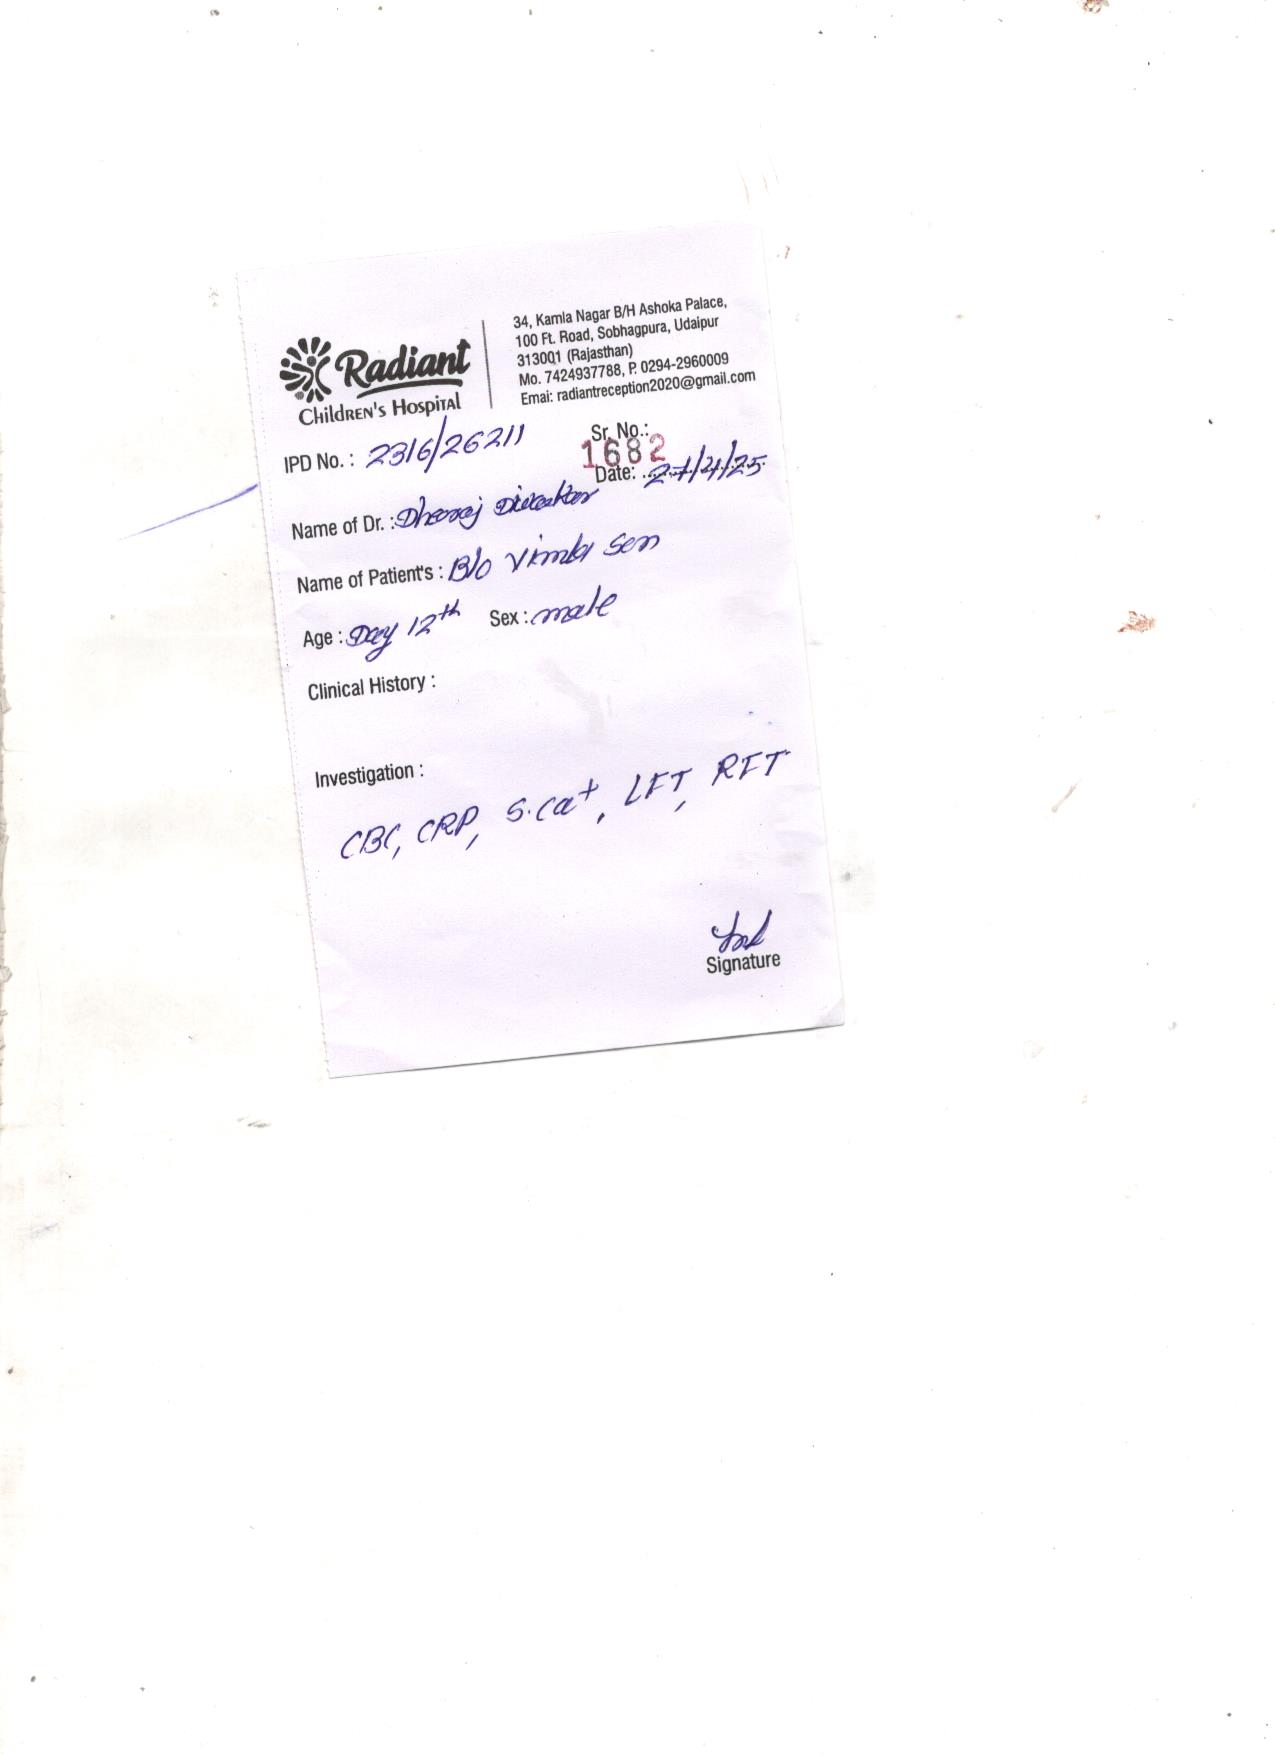 Radiant
Children's Hospital
34, Kamla Nagar B/H Ashoka Palace,
100 Ft. Road, Sobhagpura, Udaipur
313001 (Rajasthan)
Mo. 7424937788, P. 0294-2960009
Emai: radiantreception2020@gmail.com
IPD No. : 2316/26211
Sr. No.:
1682
Date: 27/4/25
Name of Dr. : Dheeraj Diwakar
Name of Patient's : B/o Vimla Sen
Age : Day 12th Sex : male
Clinical History :
Investigation :
CBC, CRP, S.Ca+, LFT, RFT
Signature